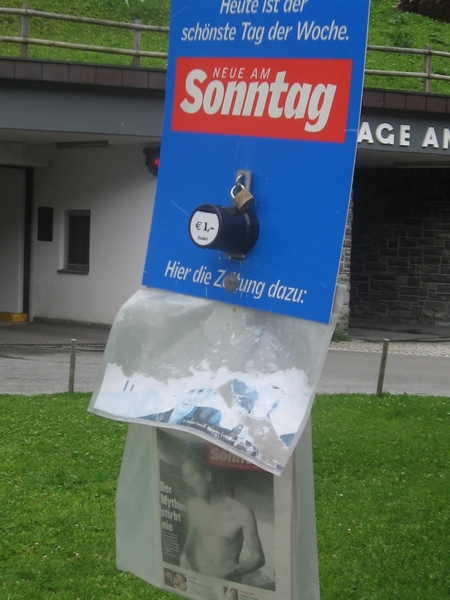 Heute ist der
schönste Tag der Woche.
NEUE AM
Sonntag
AGE AN
€ 1,-
Hier die Zeitung dazu:
Sonntag
Der
Mythos
stirbt
nie